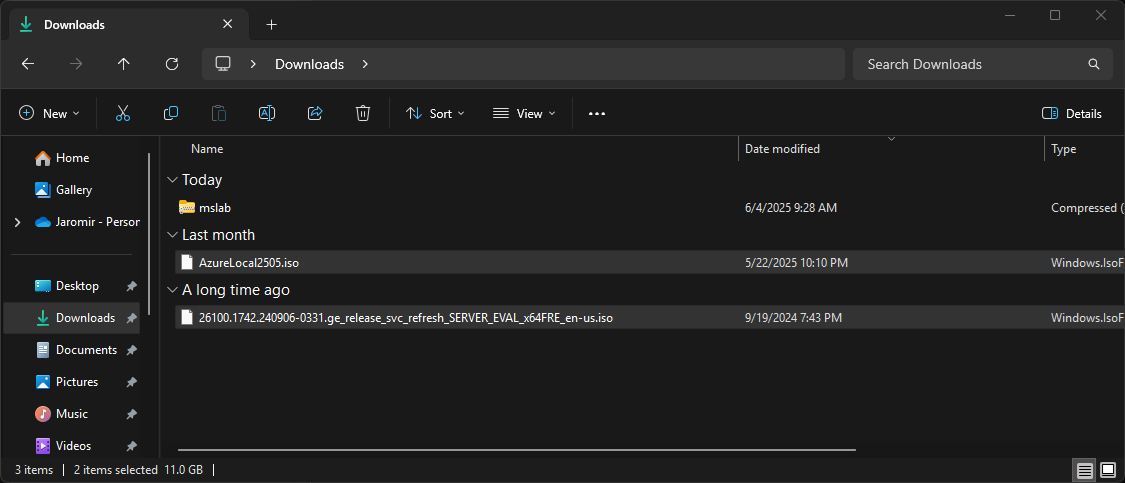 Downloads
Downloads
Search Downloads
New
Sort
View
Details
Name Date modified Type
Home
Gallery
Jaromir - Person
Desktop
Downloads
Documents
Pictures
Music
Videos
Today
mslab 6/4/2025 9:28 AM Compressed (
Last month
AzureLocal2505.iso 5/22/2025 10:10 PM Windows.IsoF
A long time ago
26100.1742.240906-0331.ge_release_svc_refresh_SERVER_EVAL_x64FRE_en-us.iso 9/19/2024 7:43 PM Windows.IsoF
3 items 2 items selected 11.0 GB